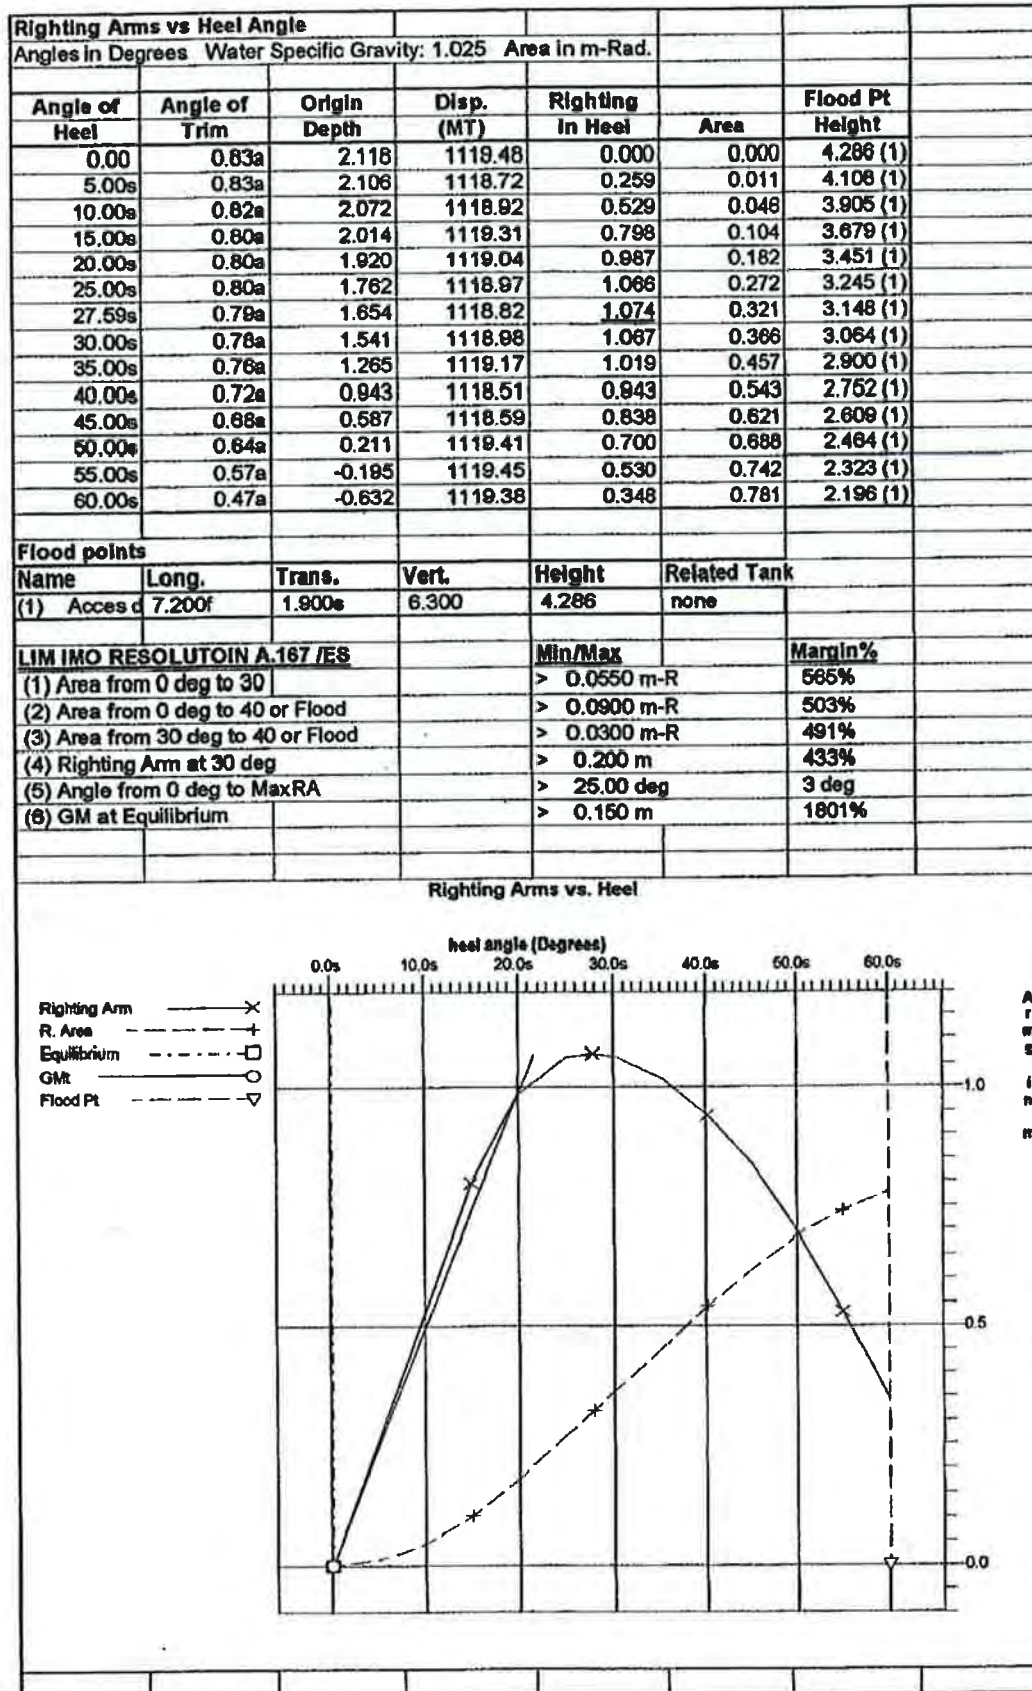 Righting Arms vs Heel Angle
Angles in Degrees Water Specific Gravity: 1.025 Area in m-Rad.
Angle of Angle of Origin Disp. Righting Flood Pt
Heel Trim Depth (MT) in Heel Area Height
0.00 0.83a 2.118 1119.48 0.000 0.000 4.286 (1)
5.00s 0.83a 2.106 1118.72 0.259 0.011 4.108 (1)
10.00s 0.82a 2.072 1118.92 0.529 0.046 3.905 (1)
15.00s 0.80a 2.014 1119.31 0.798 0.104 3.679 (1)
20.00s 0.80a 1.920 1119.04 0.987 0.182 3.451 (1)
25.00s 0.80a 1.762 1118.97 1.066 0.272 3.245 (1)
27.59s 0.79a 1.654 1118.82 1.074 0.321 3.148 (1)
30.00s 0.78a 1.541 1118.98 1.067 0.366 3.064 (1)
35.00s 0.76a 1.265 1119.17 1.019 0.457 2.900 (1)
40.00s 0.72a 0.943 1118.51 0.943 0.543 2.752 (1)
45.00s 0.68a 0.587 1118.59 0.838 0.621 2.609 (1)
50.00s 0.64a 0.211 1119.41 0.700 0.688 2.464 (1)
55.00s 0.57a -0.195 1119.45 0.530 0.742 2.323 (1)
60.00s 0.47a -0.632 1119.38 0.348 0.781 2.196 (1)
Flood points
Name Long. Trans. Vert. Height Related Tank
(1) Acces d 7.200f 1.900s 6.300 4.286 none
LIM IMO RESOLUTOIN A.167 /ES Min/Max Margin%
(1) Area from 0 deg to 30 > 0.0550 m-R 565%
(2) Area from 0 deg to 40 or Flood > 0.0900 m-R 503%
(3) Area from 30 deg to 40 or Flood > 0.0300 m-R 491%
(4) Righting Arm at 30 deg > 0.200 m 433%
(5) Angle from 0 deg to MaxRA > 25.00 deg 3 deg
(6) GM at Equilibrium > 0.150 m 1801%
Righting Arms vs. Heel
heel angle (Degrees)
0.0s 10.0s 20.0s 30.0s 40.0s 50.0s 60.0s
Righting Arm
R. Area
Equilibrium
GMt
Flood Pt
A
r
m
s
i
n
m
1.0
0.5
0.0